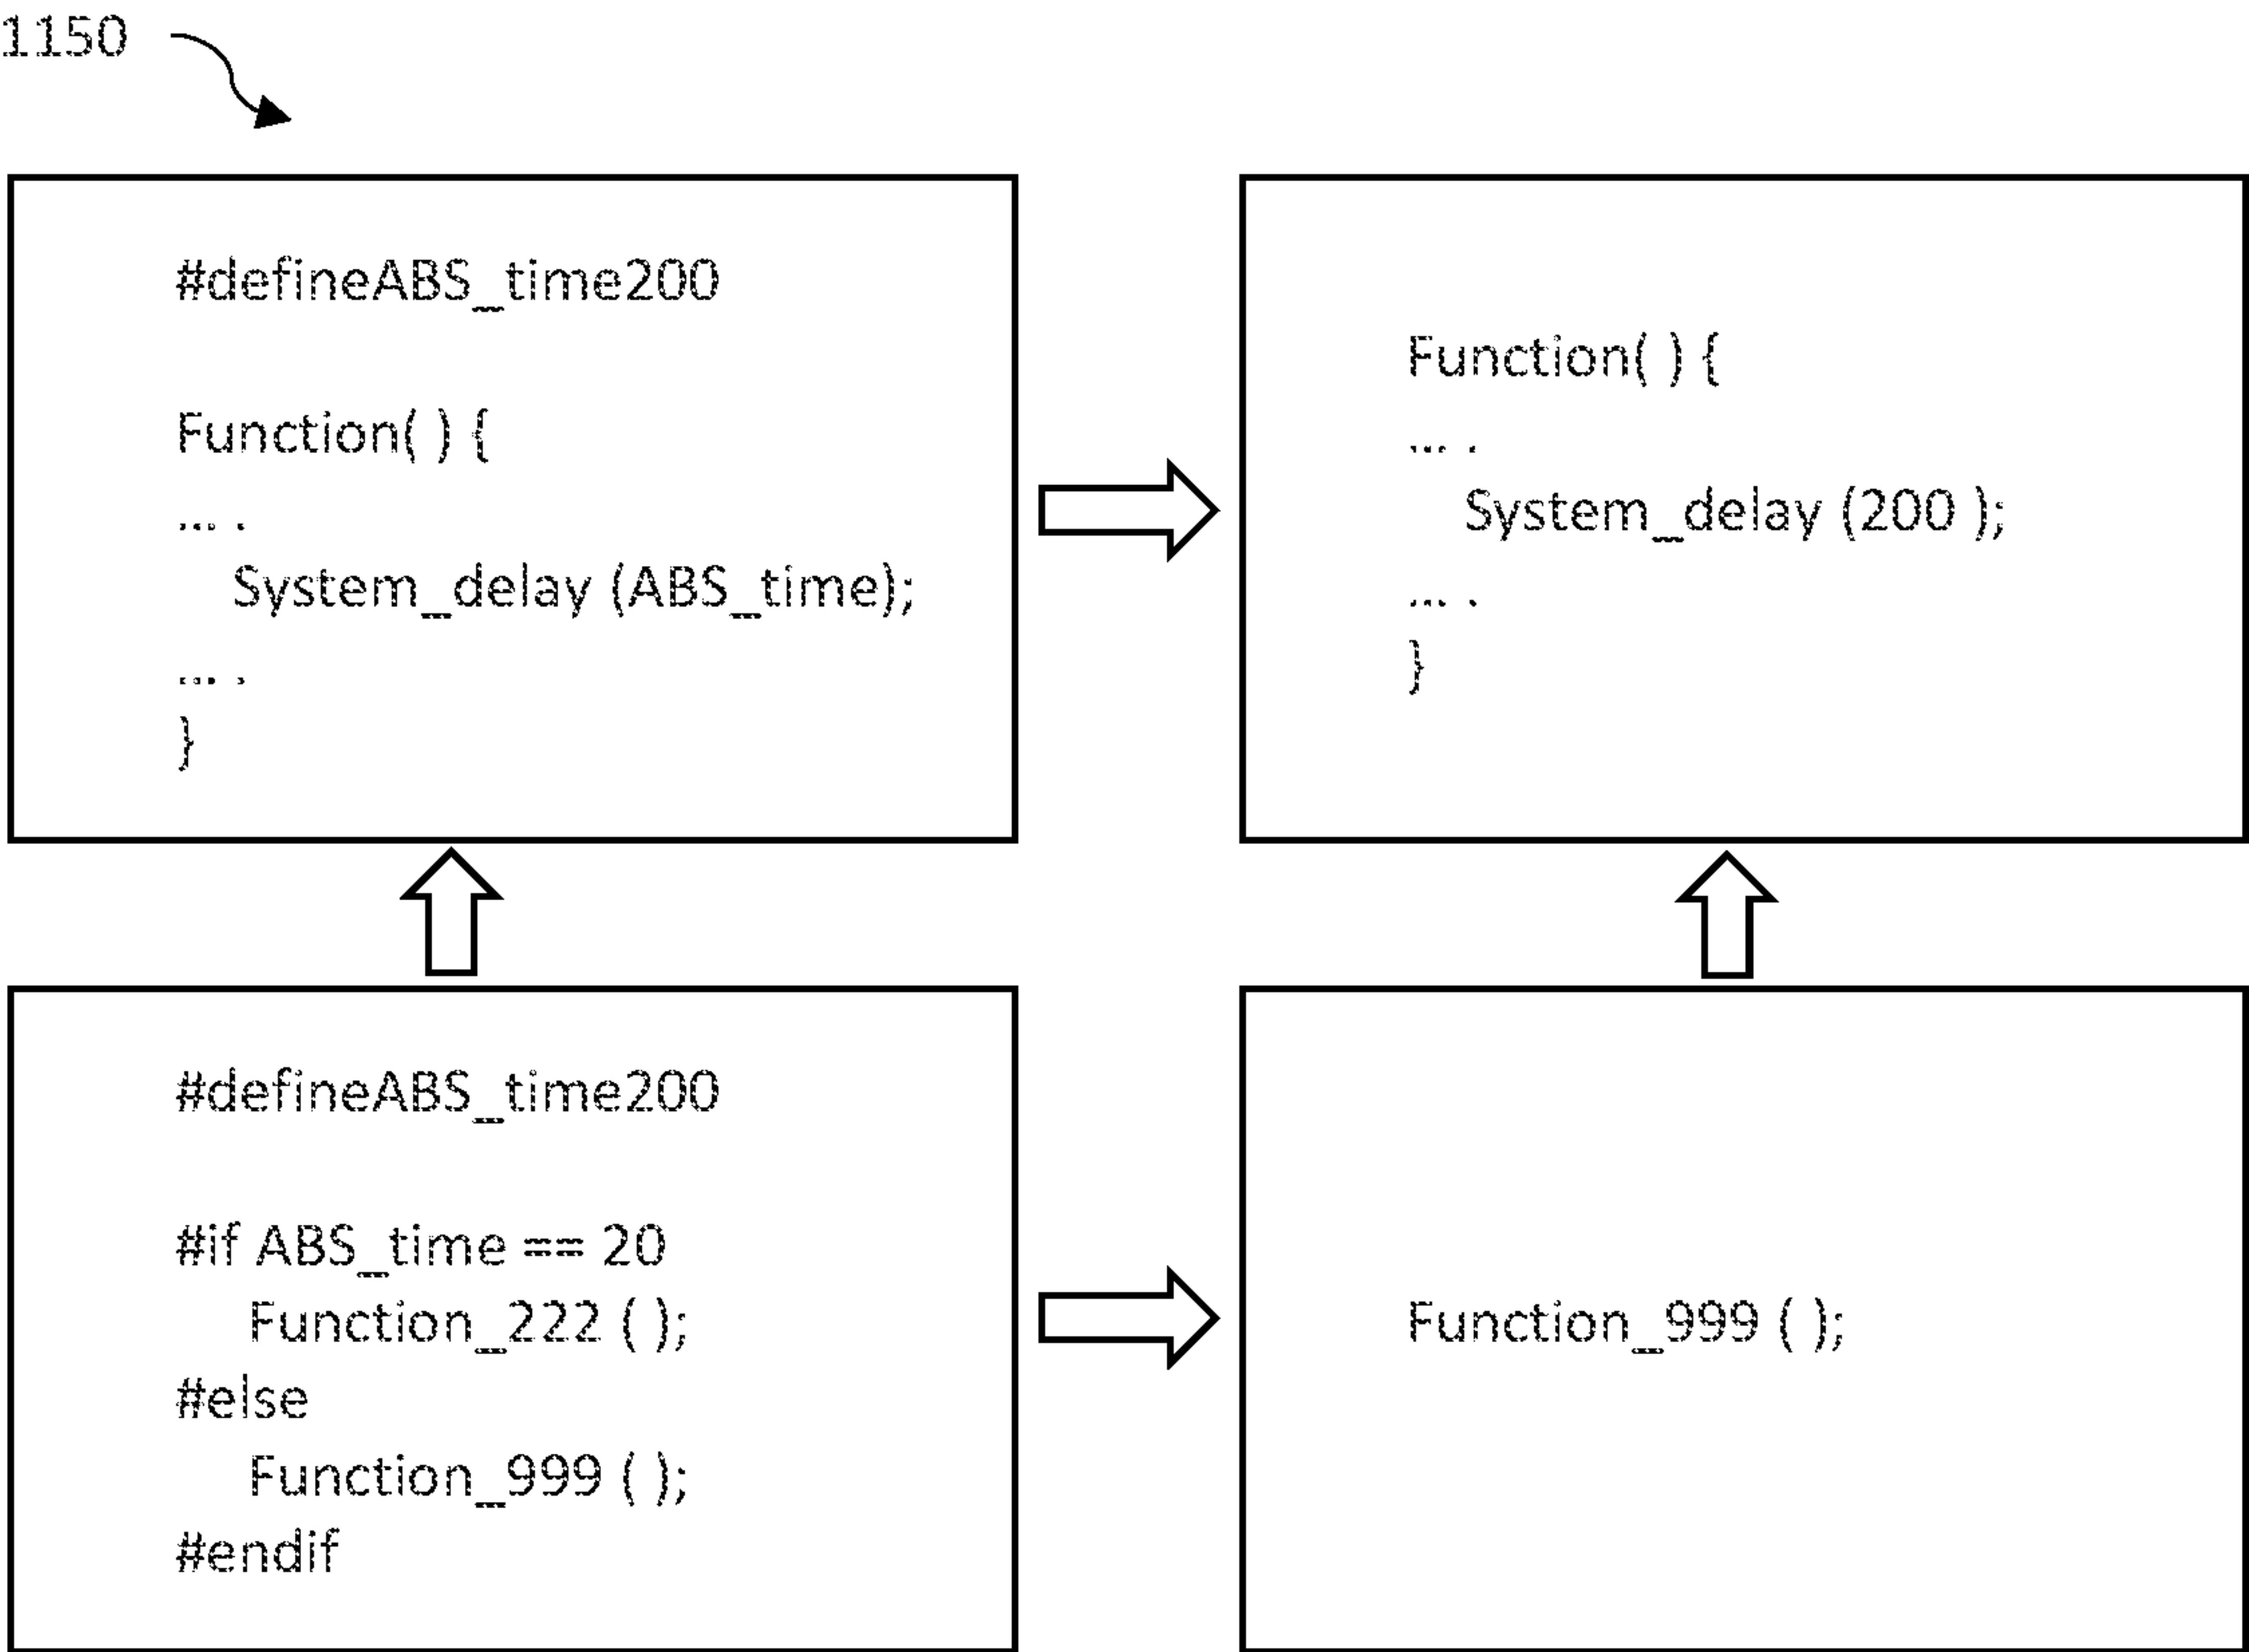 1150
#defineABS_time200
Function( ) {
... .
System_delay (ABS_time);
... .
}
Function( ) {
... .
System_delay (200 );
... .
}
#defineABS_time200
#if ABS_time == 20
Function_222 ( );
#else
Function_999 ( );
#endif
Function_999 ( );